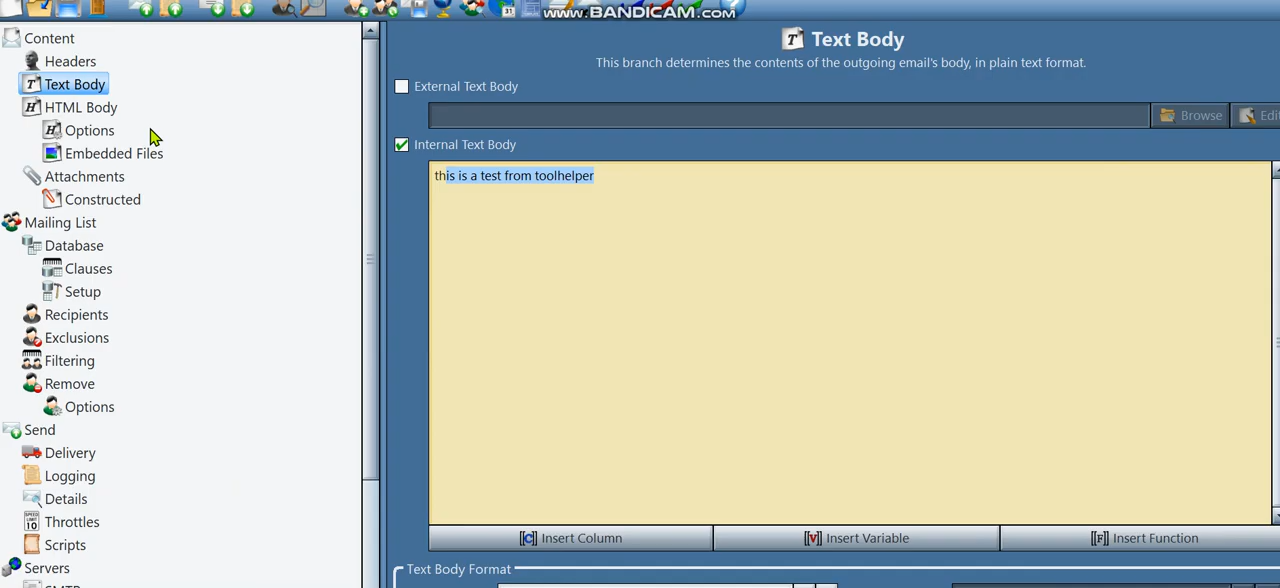 www.BANDICAM.com
31
Content
Headers
Text Body
HTML Body
Options
Embedded Files
Attachments
Constructed
Mailing List
Database
Clauses
Setup
Recipients
Exclusions
Filtering
Remove
Options
Send
Delivery
Logging
Details
Throttles
Scripts
Servers
Text Body
This branch determines the contents of the outgoing email's body, in plain text format.
External Text Body
Browse
Edit
Internal Text Body
this is a test from toolhelper
[[C]] Insert Column
[[V]] Insert Variable
[[F]] Insert Function
Text Body Format